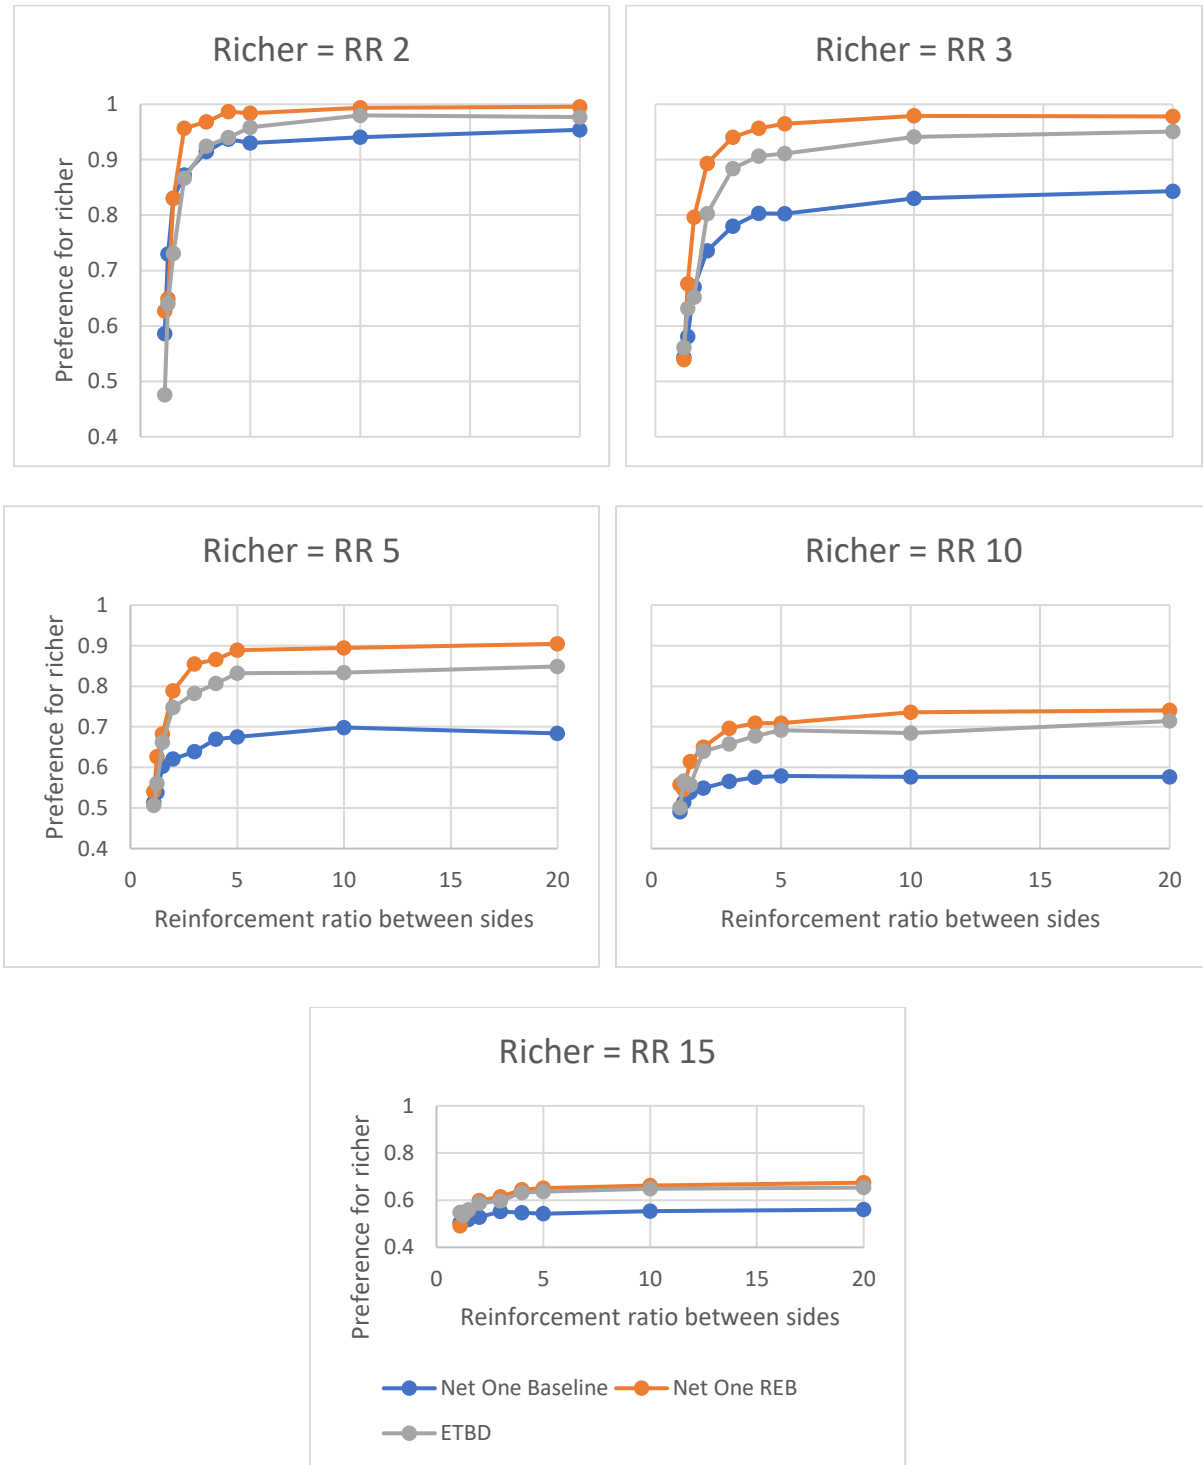 Richer = RR 2
Richer = RR 3
Preference for richer
1
0.9
0.8
0.7
0.6
0.5
0.4
Richer = RR 5
Richer = RR 10
Preference for richer
1
0.9
0.8
0.7
0.6
0.5
0.4
0 5 10 15 20
0 5 10 15 20
Reinforcement ratio between sides
Reinforcement ratio between sides
Richer = RR 15
Preference for richer
1
0.8
0.6
0.4
0 5 10 15 20
Reinforcement ratio between sides
Net One Baseline
Net One REB
ETBD